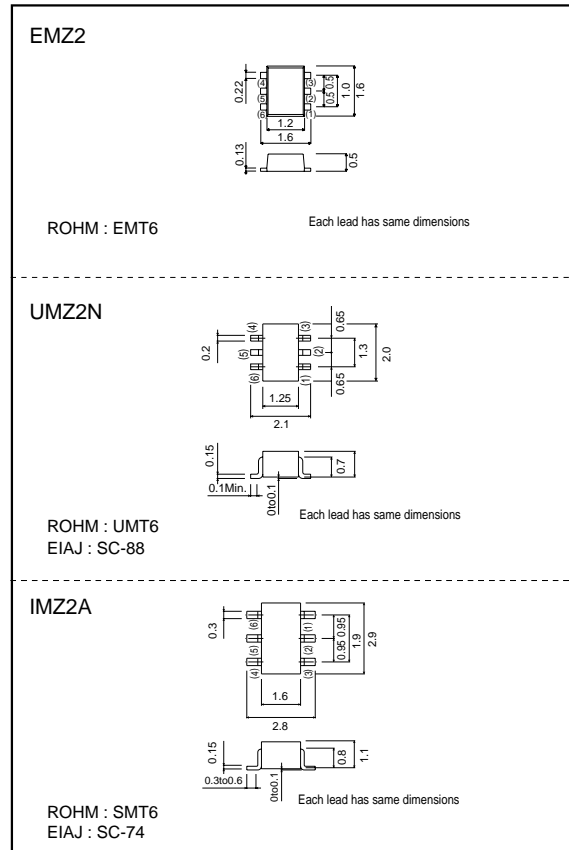 EMZ2
0.22
(4)
(3)
(5)
(2)
(6)
(1)
0.5 0.5
1.0
1.6
1.2
1.6
0.13
0.5
Each lead has same dimensions
ROHM : EMT6
UMZ2N
0.2
(4)
(3)
(5)
(2)
(6)
(1)
0.65
1.3
2.0
0.65
1.25
2.1
0.15
0.1Min.
0to0.1
0.7
Each lead has same dimensions
ROHM : UMT6
EIAJ : SC-88
IMZ2A
0.3
(6)
(1)
(5)
(2)
(4)
(3)
0.95 0.95
1.9
2.9
1.6
2.8
0.15
0.3to0.6
0to0.1
0.8
1.1
Each lead has same dimensions
ROHM : SMT6
EIAJ : SC-74